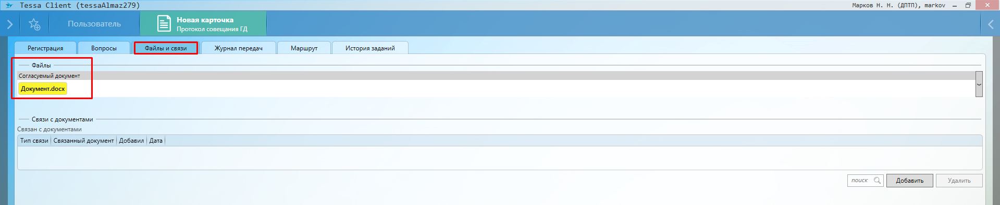 Tessa Client (tessaAlmaz279)
Марков Н. Н. (ДПТП), markov
Пользователь
Новая карточка
Протокол совещания ГД
Регистрация
Вопросы
Файлы и связи
Журнал передач
Маршрут
История заданий
Файлы
Согласуемый документ
Документ.docx
Связи с документами
Связан с документами
Тип связи Связанный документ Добавил Дата
поиск
Добавить
Удалить